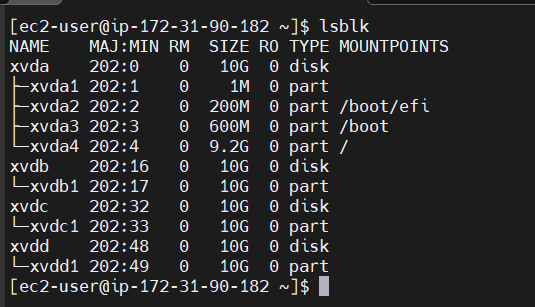 [ec2-user@ip-172-31-90-182 ~]$ lsblk
NAME    MAJ:MIN RM  SIZE RO TYPE MOUNTPOINTS
xvda    202:0    0   10G  0 disk
├─xvda1 202:1    0    1M  0 part
├─xvda2 202:2    0  200M  0 part /boot/efi
├─xvda3 202:3    0  600M  0 part /boot
└─xvda4 202:4    0  9.2G  0 part /
xvdb    202:16   0   10G  0 disk
└─xvdb1 202:17   0   10G  0 part
xvdc    202:32   0   10G  0 disk
└─xvdc1 202:33   0   10G  0 part
xvdd    202:48   0   10G  0 disk
└─xvdd1 202:49   0   10G  0 part
[ec2-user@ip-172-31-90-182 ~]$